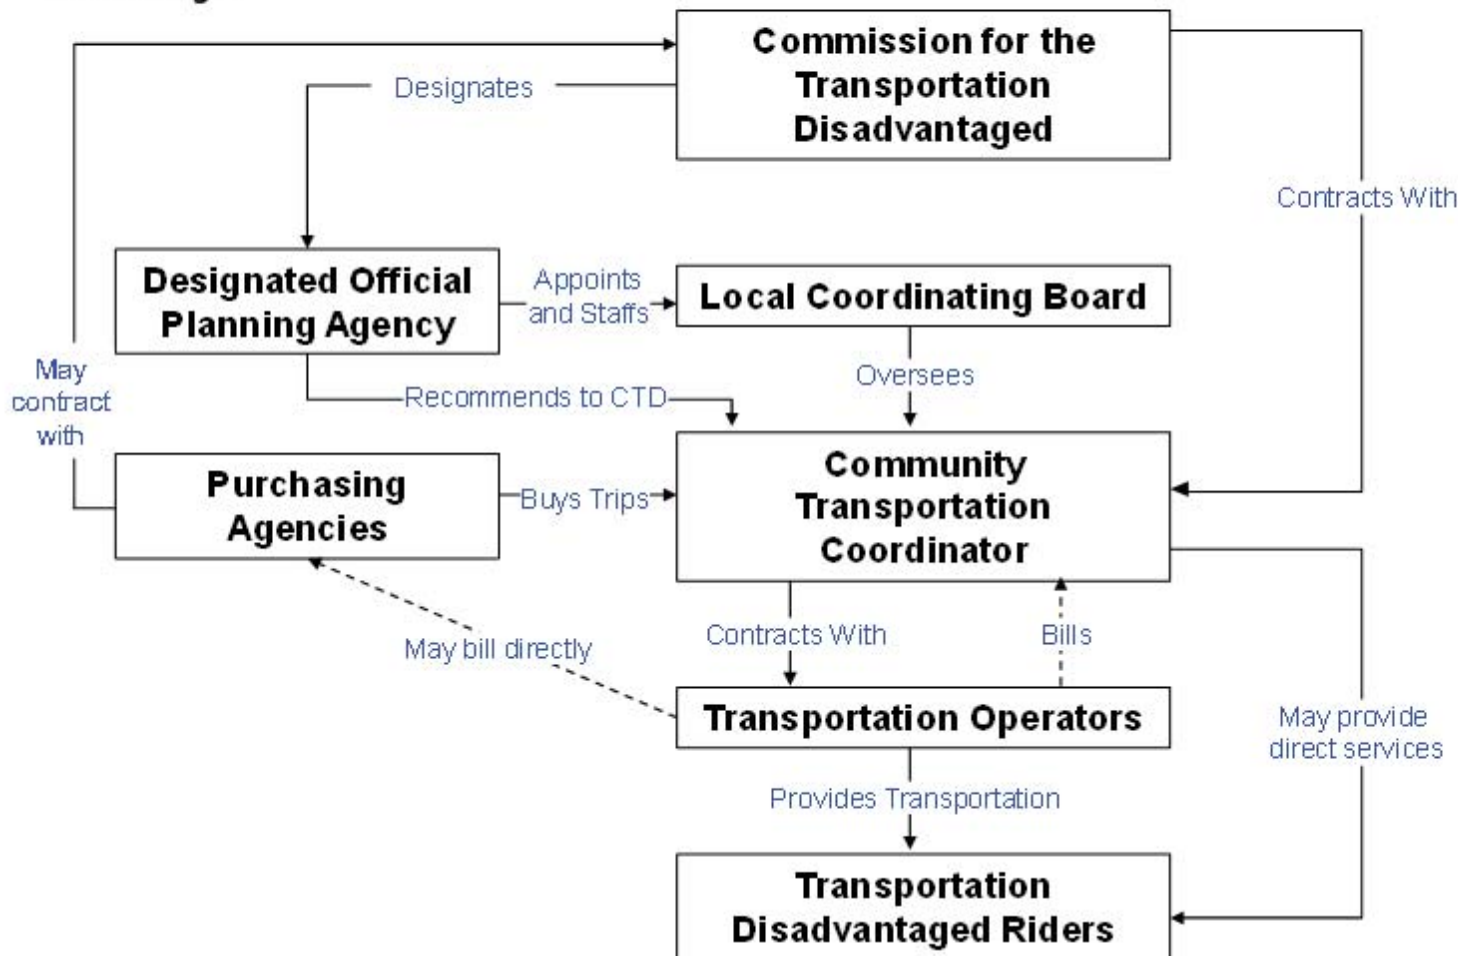 Commission for the
Transportation
Disadvantaged
Designates
Contracts With
Designated Official
Planning Agency
Appoints
and Staffs
Local Coordinating Board
May
contract
with
Recommends to CTD
Oversees
Purchasing
Agencies
Buys Trips
Community
Transportation
Coordinator
May bill directly
Contracts With
Bills
Transportation Operators
May provide
direct services
Provides Transportation
Transportation
Disadvantaged Riders